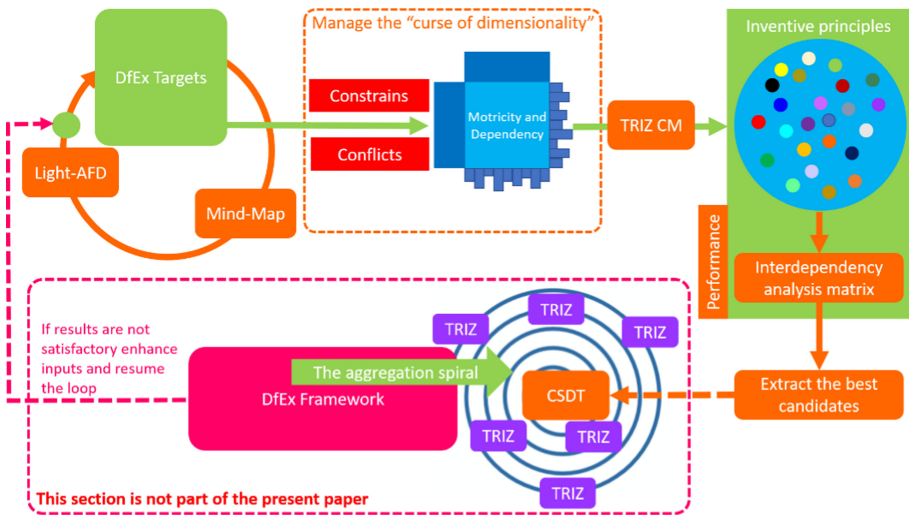 Manage the “curse of dimensionality”
Inventive principles
DfEx Targets
Constrains
Motricity and
Dependency
TRIZ CM
Conflicts
Light-AFD
Mind-Map
Performance
Interdependency
analysis matrix
If results are not
satisfactory enhance
inputs and resume
the loop
TRIZ
TRIZ
TRIZ
The aggregation spiral
DfEx Framework
CSDT
Extract the best
candidates
TRIZ
TRIZ
TRIZ
This section is not part of the present paper